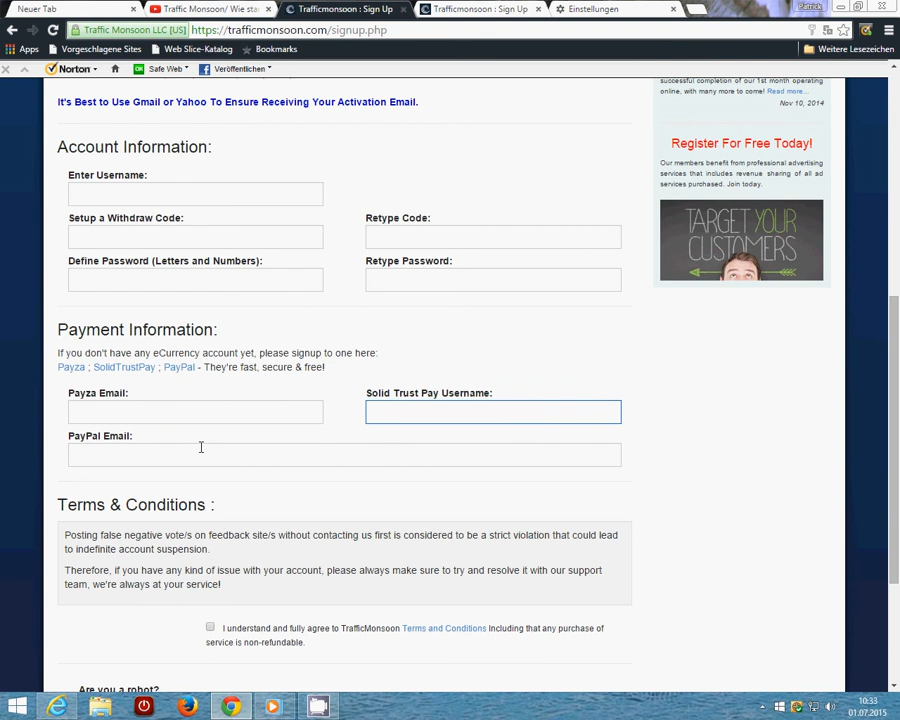 Neuer Tab
Traffic Monsoon/ Wie star
Trafficmonsoon : Sign Up
Trafficmonsoon : Sign Up
Einstellungen
Patrick
Traffic Monsoon LLC [US]
https://trafficmonsoon.com/signup.php
Apps
Vorgeschlagene Sites
Web Slice-Katalog
Bookmarks
Weitere Lesezeichen
Norton
OK
Safe Web
Veröffentlichen
successful completion of our 1st month operating
online, with many more to come! Read more...
Nov 10, 2014
It's Best to Use Gmail or Yahoo To Ensure Receiving Your Activation Email.
Register For Free Today!
Our members benefit from professional advertising
services that includes revenue sharing of all ad
services purchased. Join today.
TARGET YOUR
CUSTOMERS
Account Information:
Enter Username:
Setup a Withdraw Code:
Retype Code:
Define Password (Letters and Numbers):
Retype Password:
Payment Information:
If you don't have any eCurrency account yet, please signup to one here:
Payza ; SolidTrustPay ; PayPal - They're fast, secure & free!
Payza Email:
Solid Trust Pay Username:
PayPal Email:
Terms & Conditions :
Posting false negative vote/s on feedback site/s without contacting us first is considered to be a strict violation that could lead
to indefinite account suspension.
Therefore, if you have any kind of issue with your account, please always make sure to try and resolve it with our support
team, we're always at your service!
I understand and fully agree to TrafficMonsoon Terms and Conditions Including that any purchase of
service is non-refundable.
Are you a robot?
10:33
01.07.2015